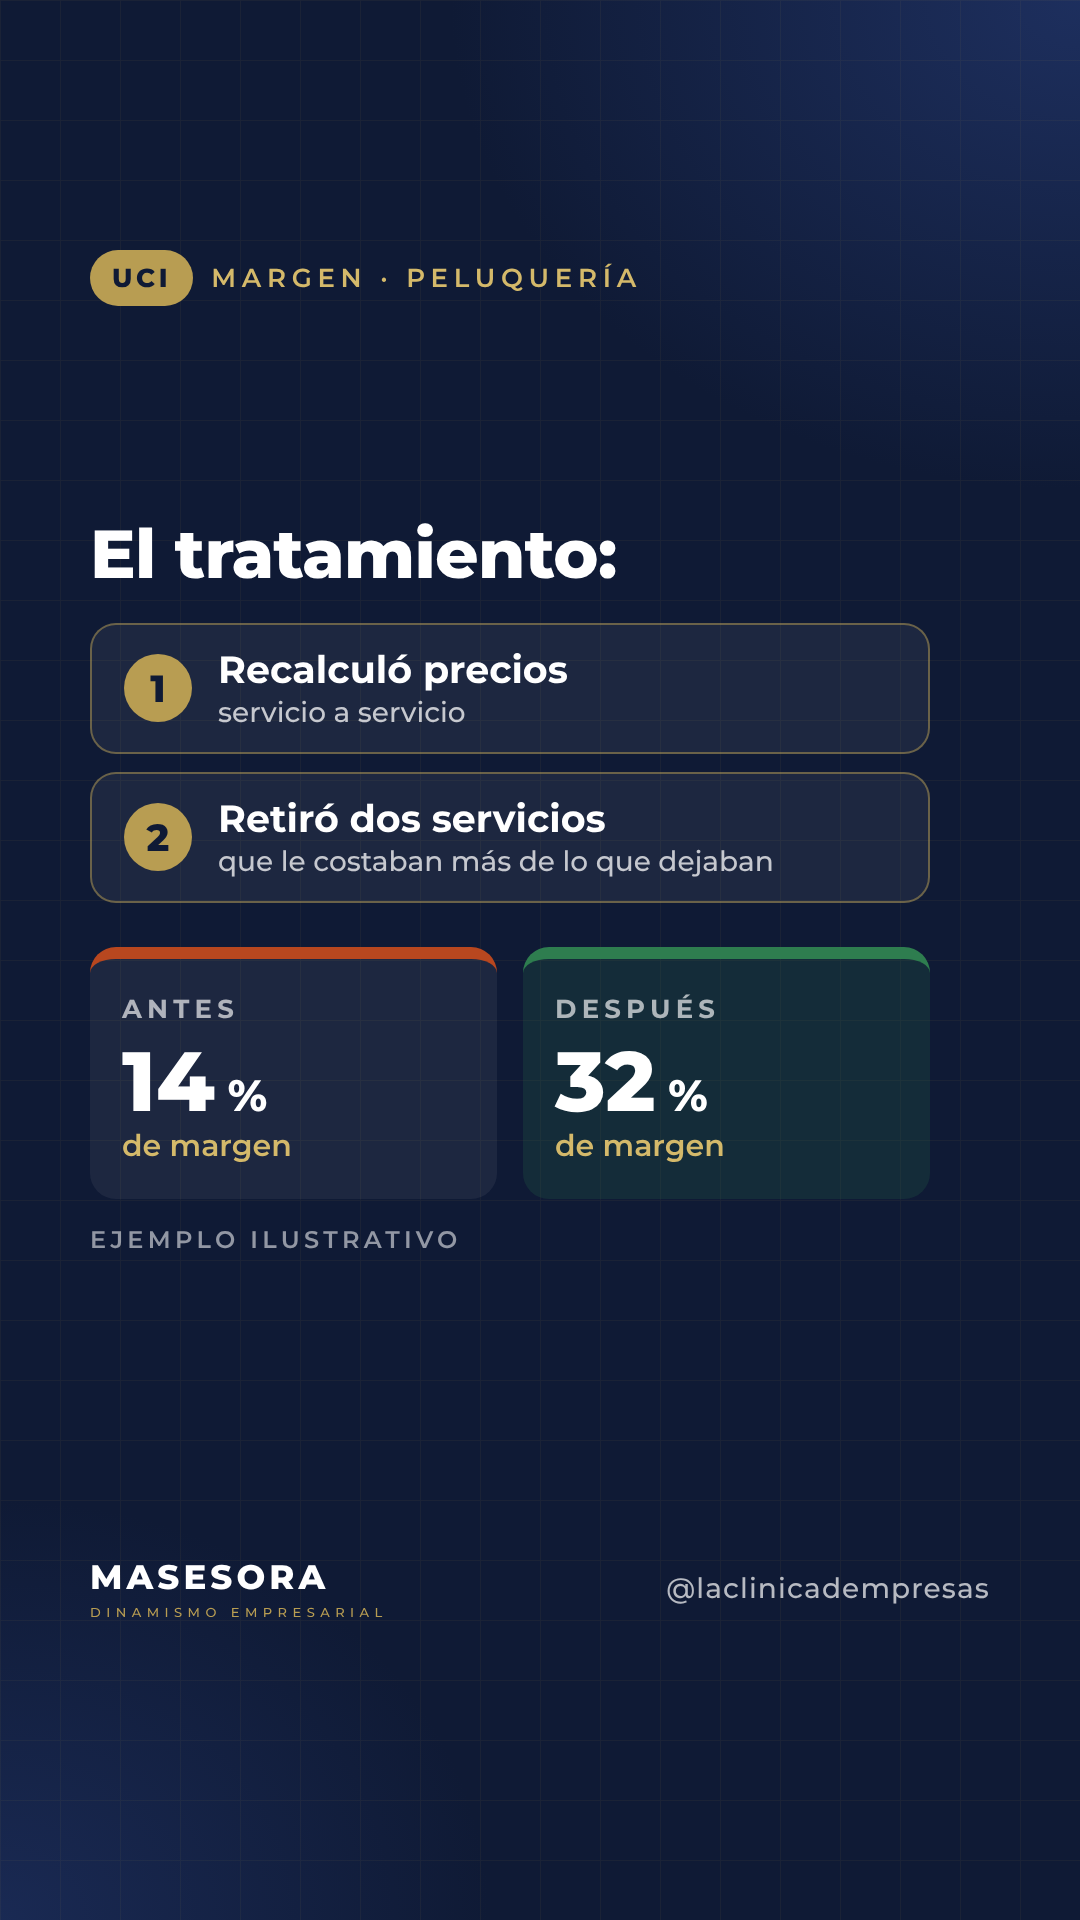 UCI MARGEN · PELUQUERÍA
El tratamiento:
1 Recalculó precios
servicio a servicio
2 Retiró dos servicios
que le costaban más de lo que dejaban
ANTES
14 %
de margen
DESPUÉS
32 %
de margen
EJEMPLO ILUSTRATIVO
MASESORA
DINAMISMO EMPRESARIAL
@laclinicadempresas